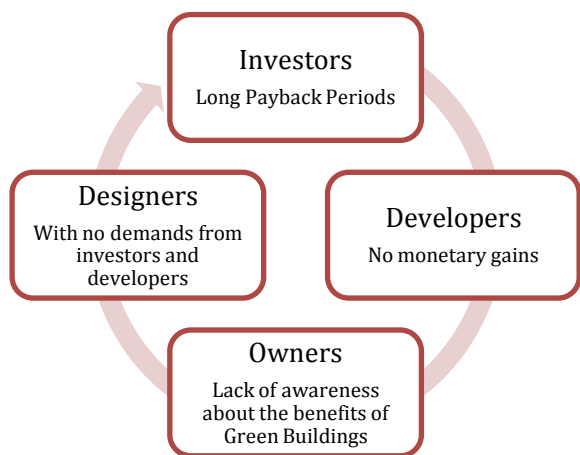 Investors
Long Payback Periods
Developers
No monetary gains
Owners
Lack of awareness
about the benefits of
Green Buildings
Designers
With no demands from
investors and
developers